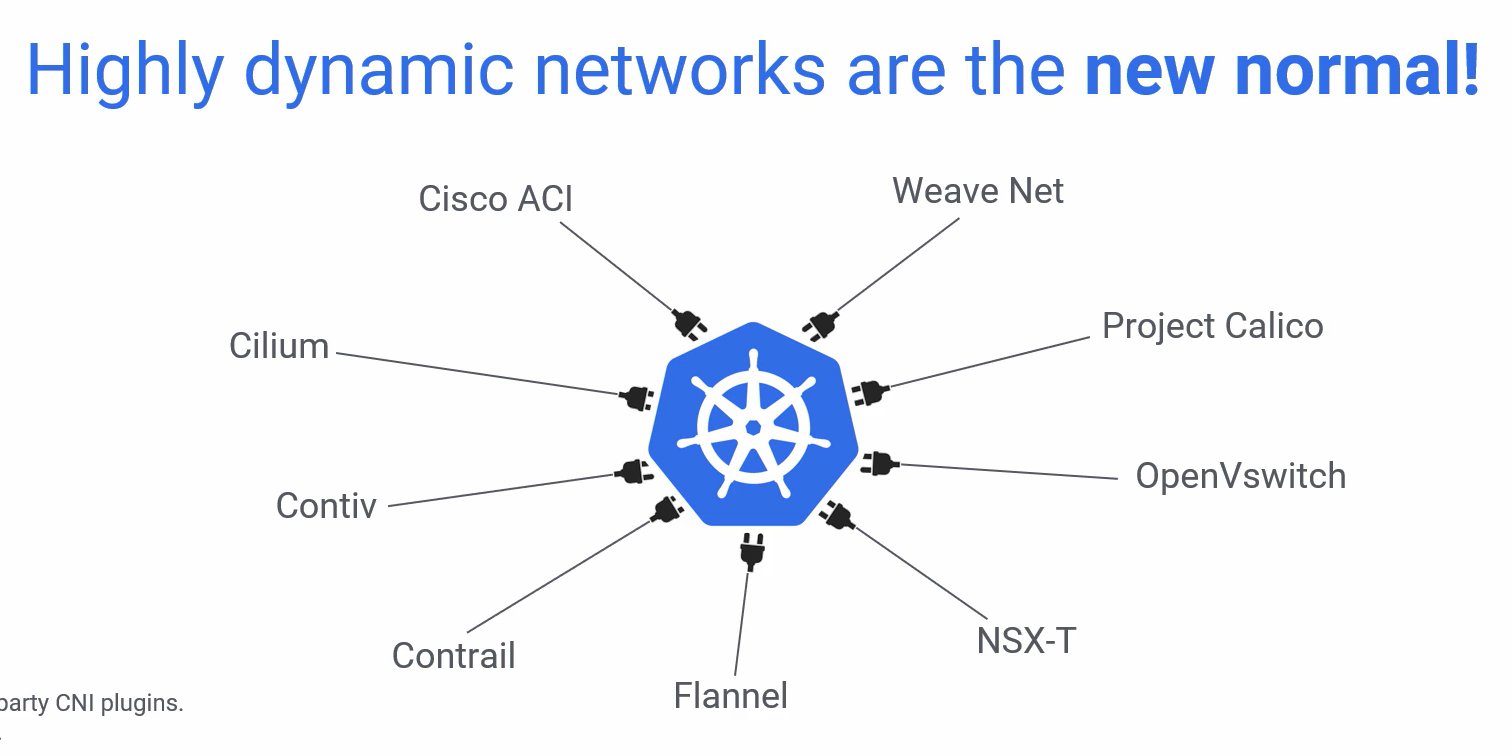 Highly dynamic networks are the new normal!
Cisco ACI
Weave Net
Cilium
Project Calico
Contiv
OpenVswitch
Contrail
NSX-T
Flannel
party CNI plugins.